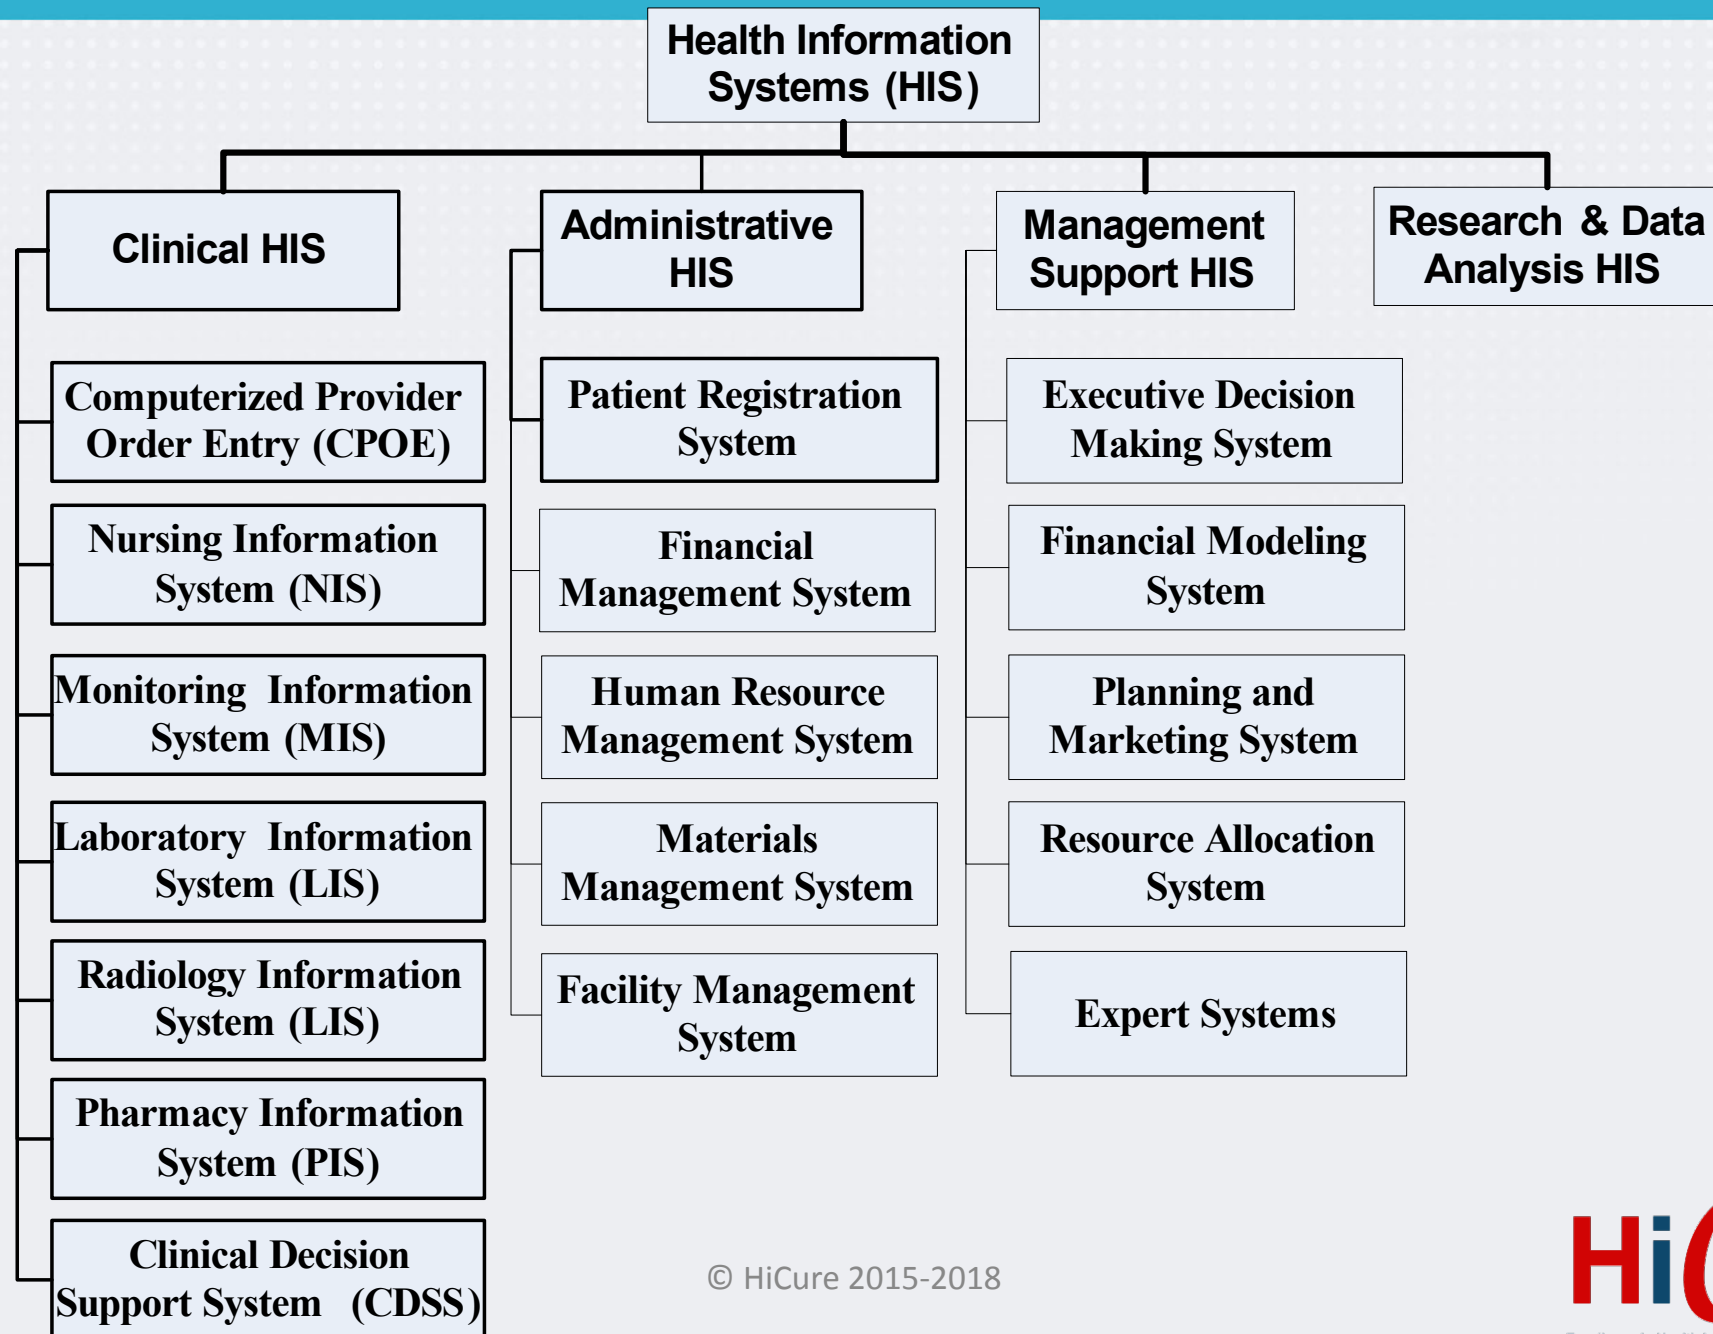 Health Information
Systems (HIS)
Clinical HIS
Administrative
HIS
Management
Support HIS
Research & Data
Analysis HIS
Computerized Provider
Order Entry (CPOE)
Nursing Information
System (NIS)
Monitoring Information
System (MIS)
Laboratory Information
System (LIS)
Radiology Information
System (LIS)
Pharmacy Information
System (PIS)
Clinical Decision
Support System (CDSS)
Patient Registration
System
Financial
Management System
Human Resource
Management System
Materials
Management System
Facility Management
System
Executive Decision
Making System
Financial Modeling
System
Planning and
Marketing System
Resource Allocation
System
Expert Systems
© HiCure 2015-2018